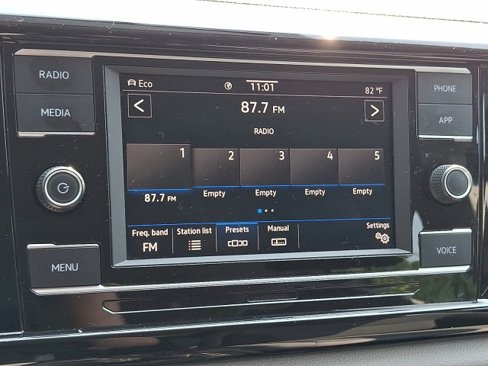 RADIO
MEDIA
MENU
Eco 11:01 82 °F
87.7 FM
RADIO
1 2 3 4 5
87.7 FM Empty Empty Empty Empty
Freq. band Station list Presets Manual Settings
FM
PHONE
APP
VOICE